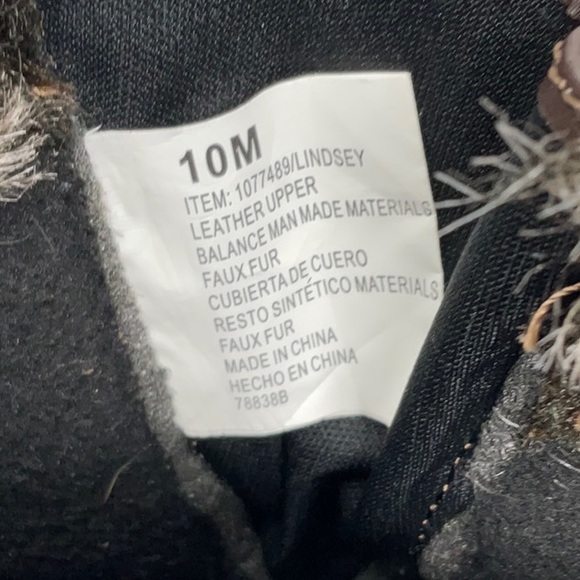 10M
ITEM: 1077489/LINDSEY
LEATHER UPPER
BALANCE MAN MADE MATERIALS
FAUX FUR
CUBIERTA DE CUERO
RESTO SINTÉTICO MATERIALS
FAUX FUR
MADE IN CHINA
HECHO EN CHINA
78838B